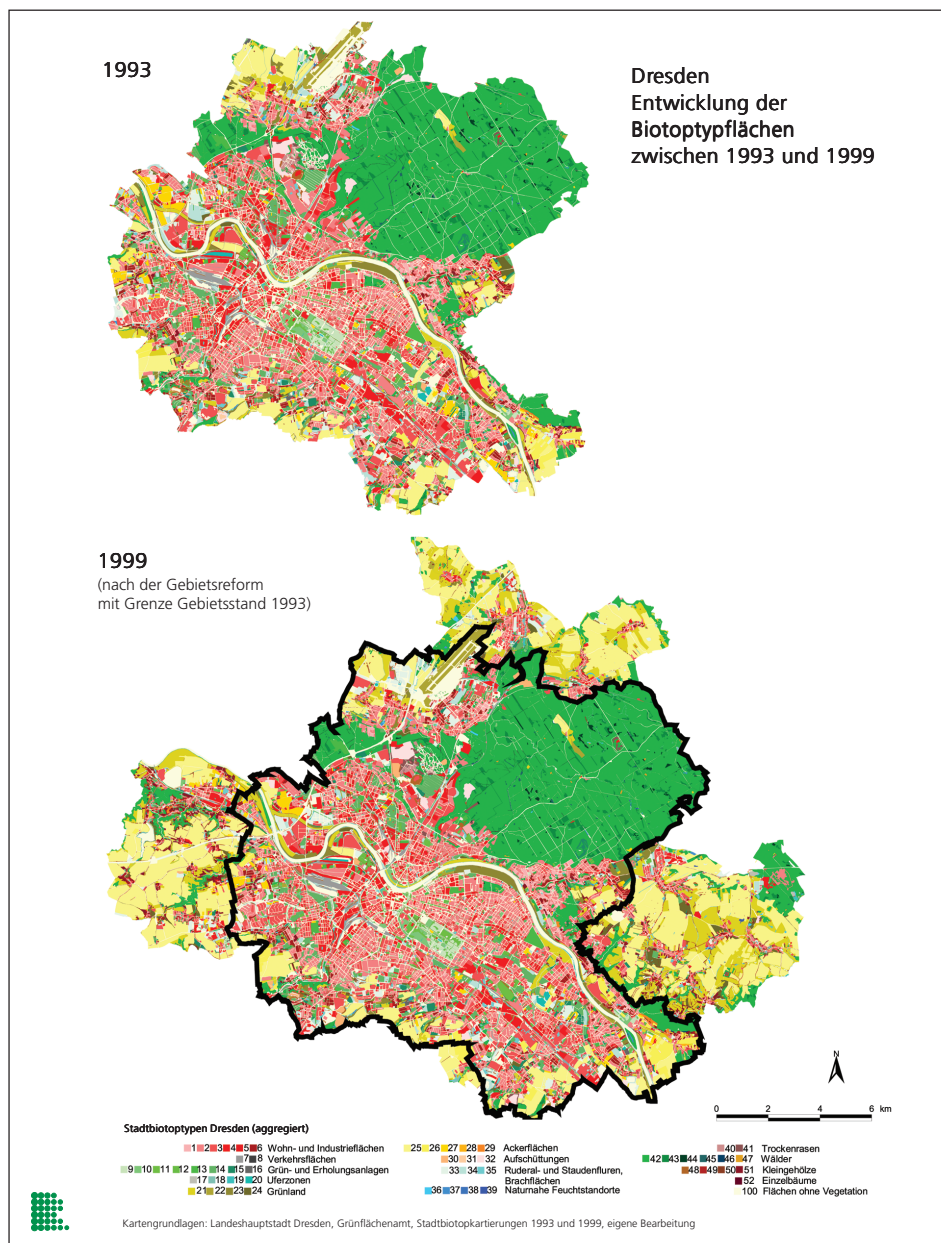 1993
Dresden
Entwicklung der
Biotoptypflächen
zwischen 1993 und 1999
1999
(nach der Gebietsreform
mit Grenze Gebietsstand 1993)
N
0 2 4 6 km
Stadtbiotoptypen Dresden (aggregiert)
1 2 3 4 5 6 Wohn- und Industrieflächen
7 8 Verkehrsflächen
9 10 11 12 13 14 15 16 Grün- und Erholungsanlagen
17 18 19 20 Uferzonen
21 22 23 24 Grünland
25 26 27 28 29 Ackerflächen
30 31 32 Aufschüttungen
33 34 35 Ruderal- und Staudenfluren,
Brachflächen
36 37 38 39 Naturnahe Feuchtstandorte
40 41 Trockenrasen
42 43 44 45 46 47 Wälder
48 49 50 51 Kleingehölze
52 Einzelbäume
100 Flächen ohne Vegetation
Kartengrundlagen: Landeshauptstadt Dresden, Grünflächenamt, Stadtbiotopkartierungen 1993 und 1999, eigene Bearbeitung